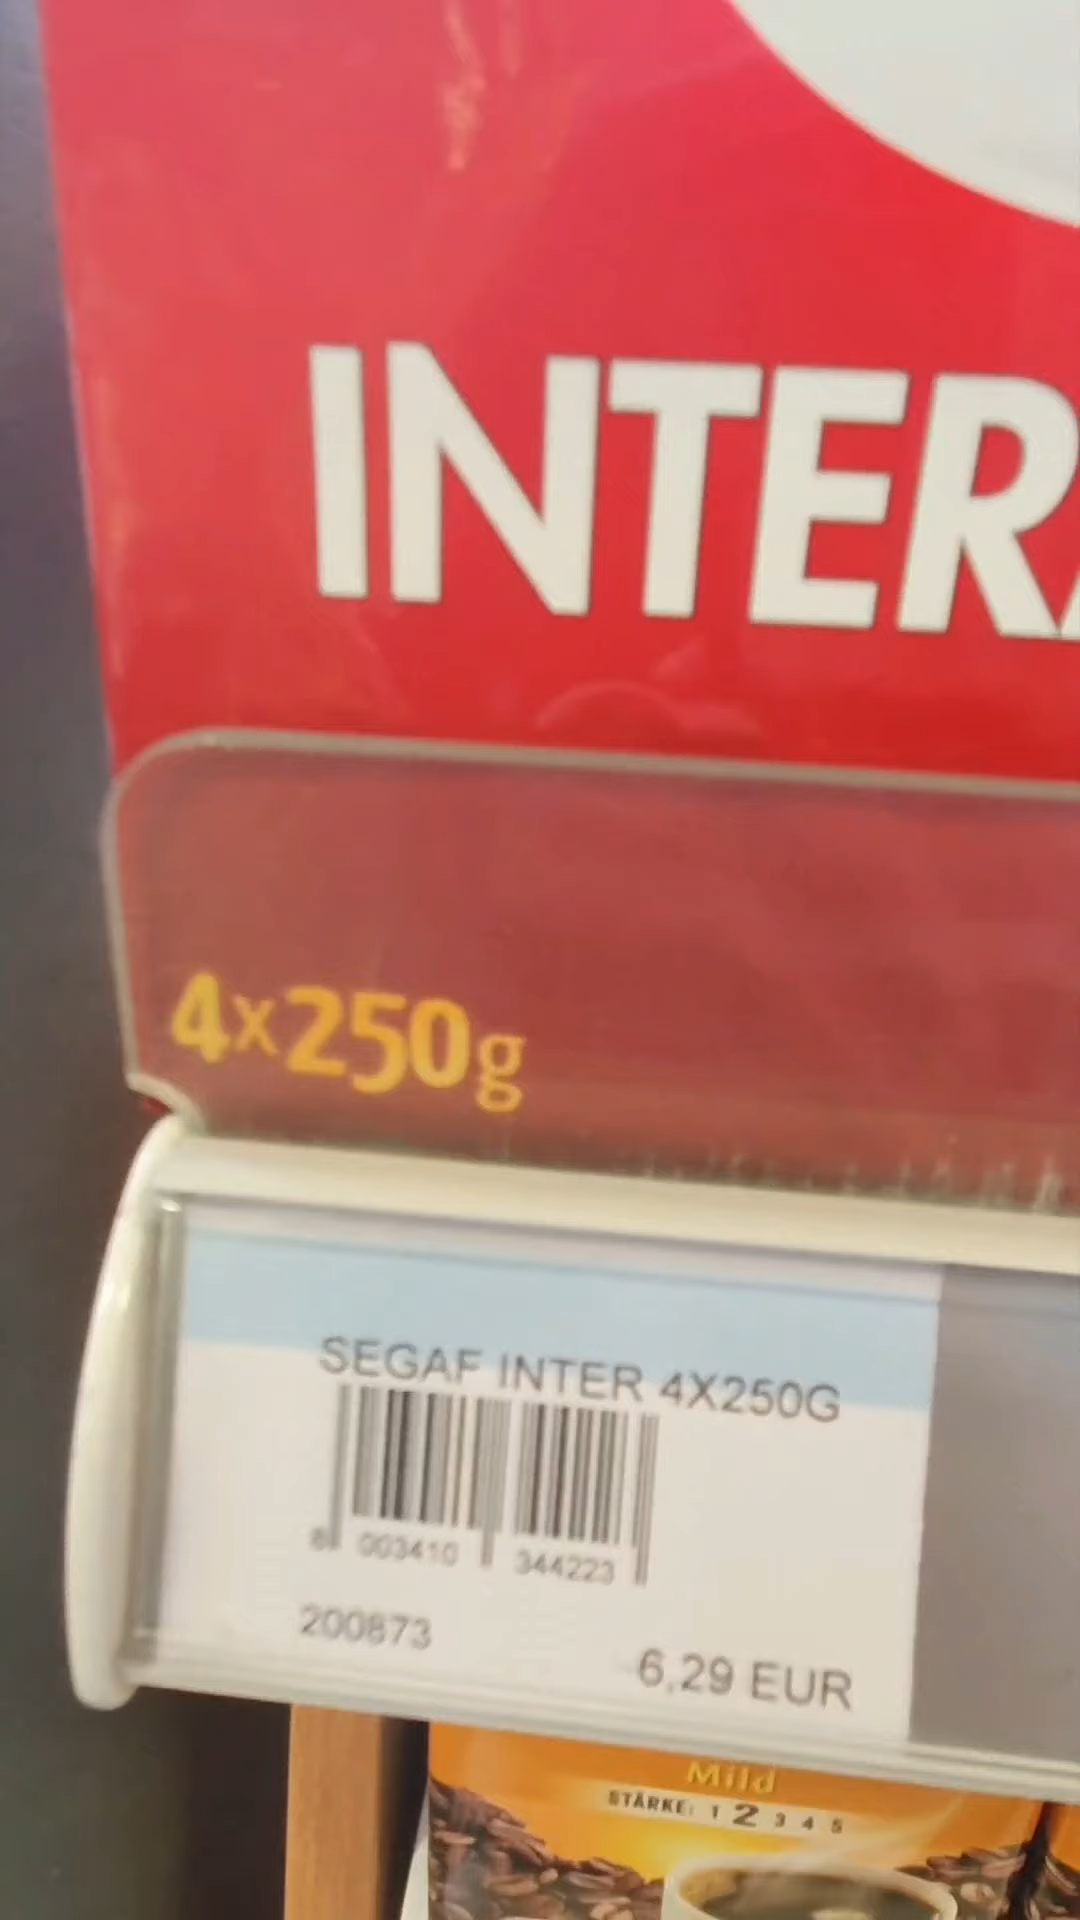 INTER
4x250g
SEGAF INTER 4X250G
8 003410 344223
200873
6,29 EUR
Mild
STÄRKE: 1 2 3 4 5